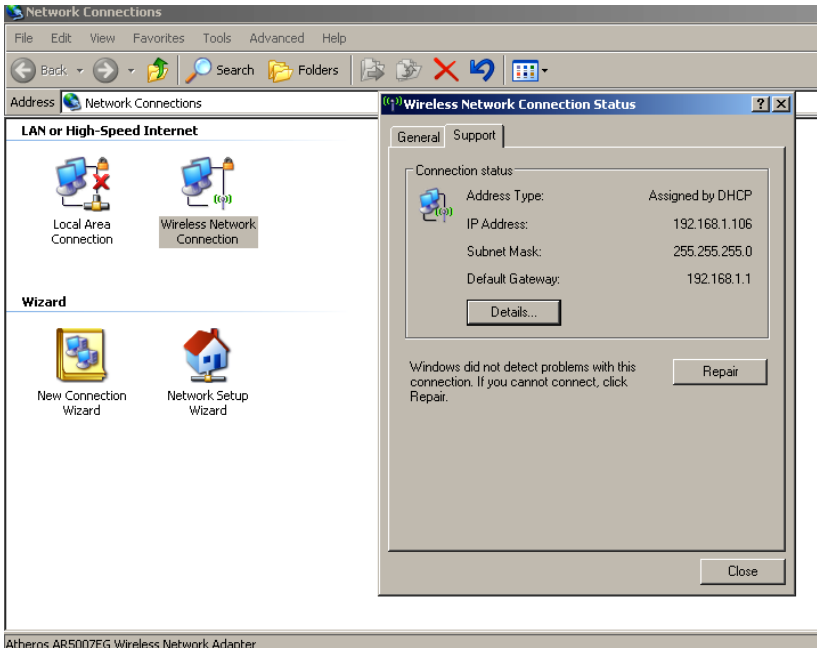 Network Connections
File Edit View Favorites Tools Advanced Help
Back Search Folders
Address Network Connections
LAN or High-Speed Internet
Local Area
Connection
Wireless Network
Connection
Wizard
New Connection
Wizard
Network Setup
Wizard
Wireless Network Connection Status
General Support
Connection status
Address Type: Assigned by DHCP
IP Address: 192.168.1.106
Subnet Mask: 255.255.255.0
Default Gateway: 192.168.1.1
Details...
Windows did not detect problems with this
connection. If you cannot connect, click
Repair.
Repair
Close
Atheros AR5007EG Wireless Network Adapter